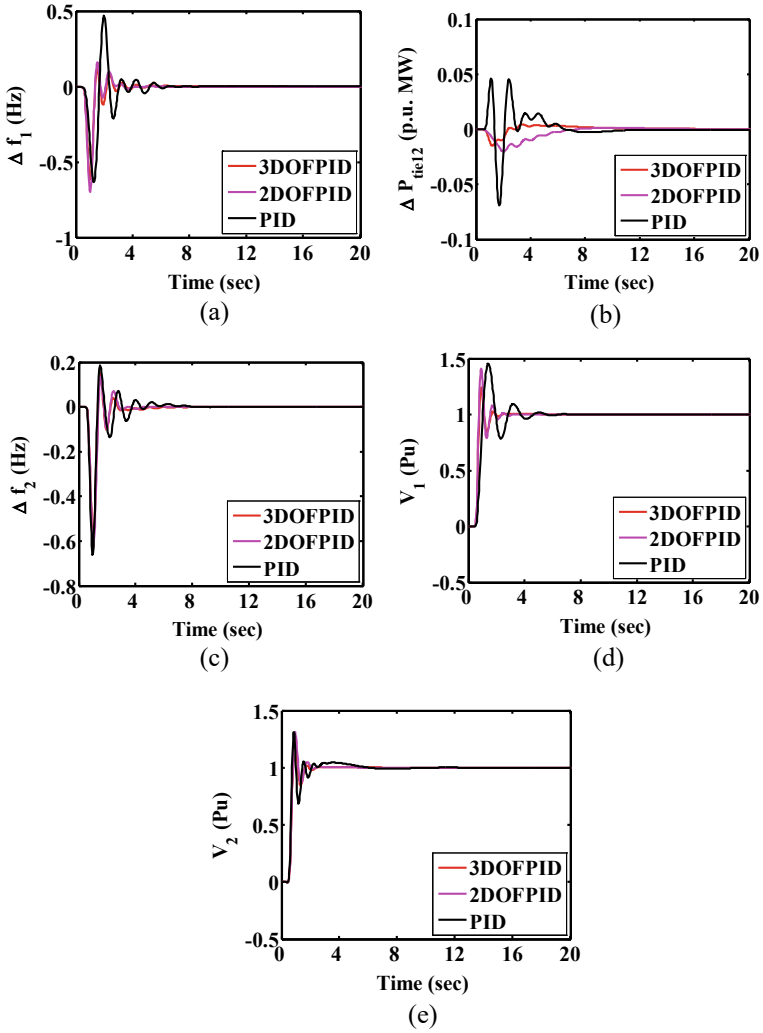 0.5
0
-0.5
-1
0 4 8 12 16 20
Δ f1 (Hz)
Time (sec)
3DOFPID
2DOFPID
PID
(a)
0.1
0.05
0
-0.05
-0.1
0 4 8 12 16 20
Δ Ptie12 (p.u. MW)
Time (sec)
3DOFPID
2DOFPID
PID
(b)
0.2
0
-0.2
-0.4
-0.6
-0.8
0 4 8 12 16 20
Δ f2 (Hz)
Time (sec)
3DOFPID
2DOFPID
PID
(c)
1.5
1
0.5
0
-0.5
0 4 8 12 16 20
V1 (Pu)
Time (sec)
3DOFPID
2DOFPID
PID
(d)
1.5
1
0.5
0
-0.5
0 4 8 12 16 20
V2 (Pu)
Time (sec)
3DOFPID
2DOFPID
PID
(e)